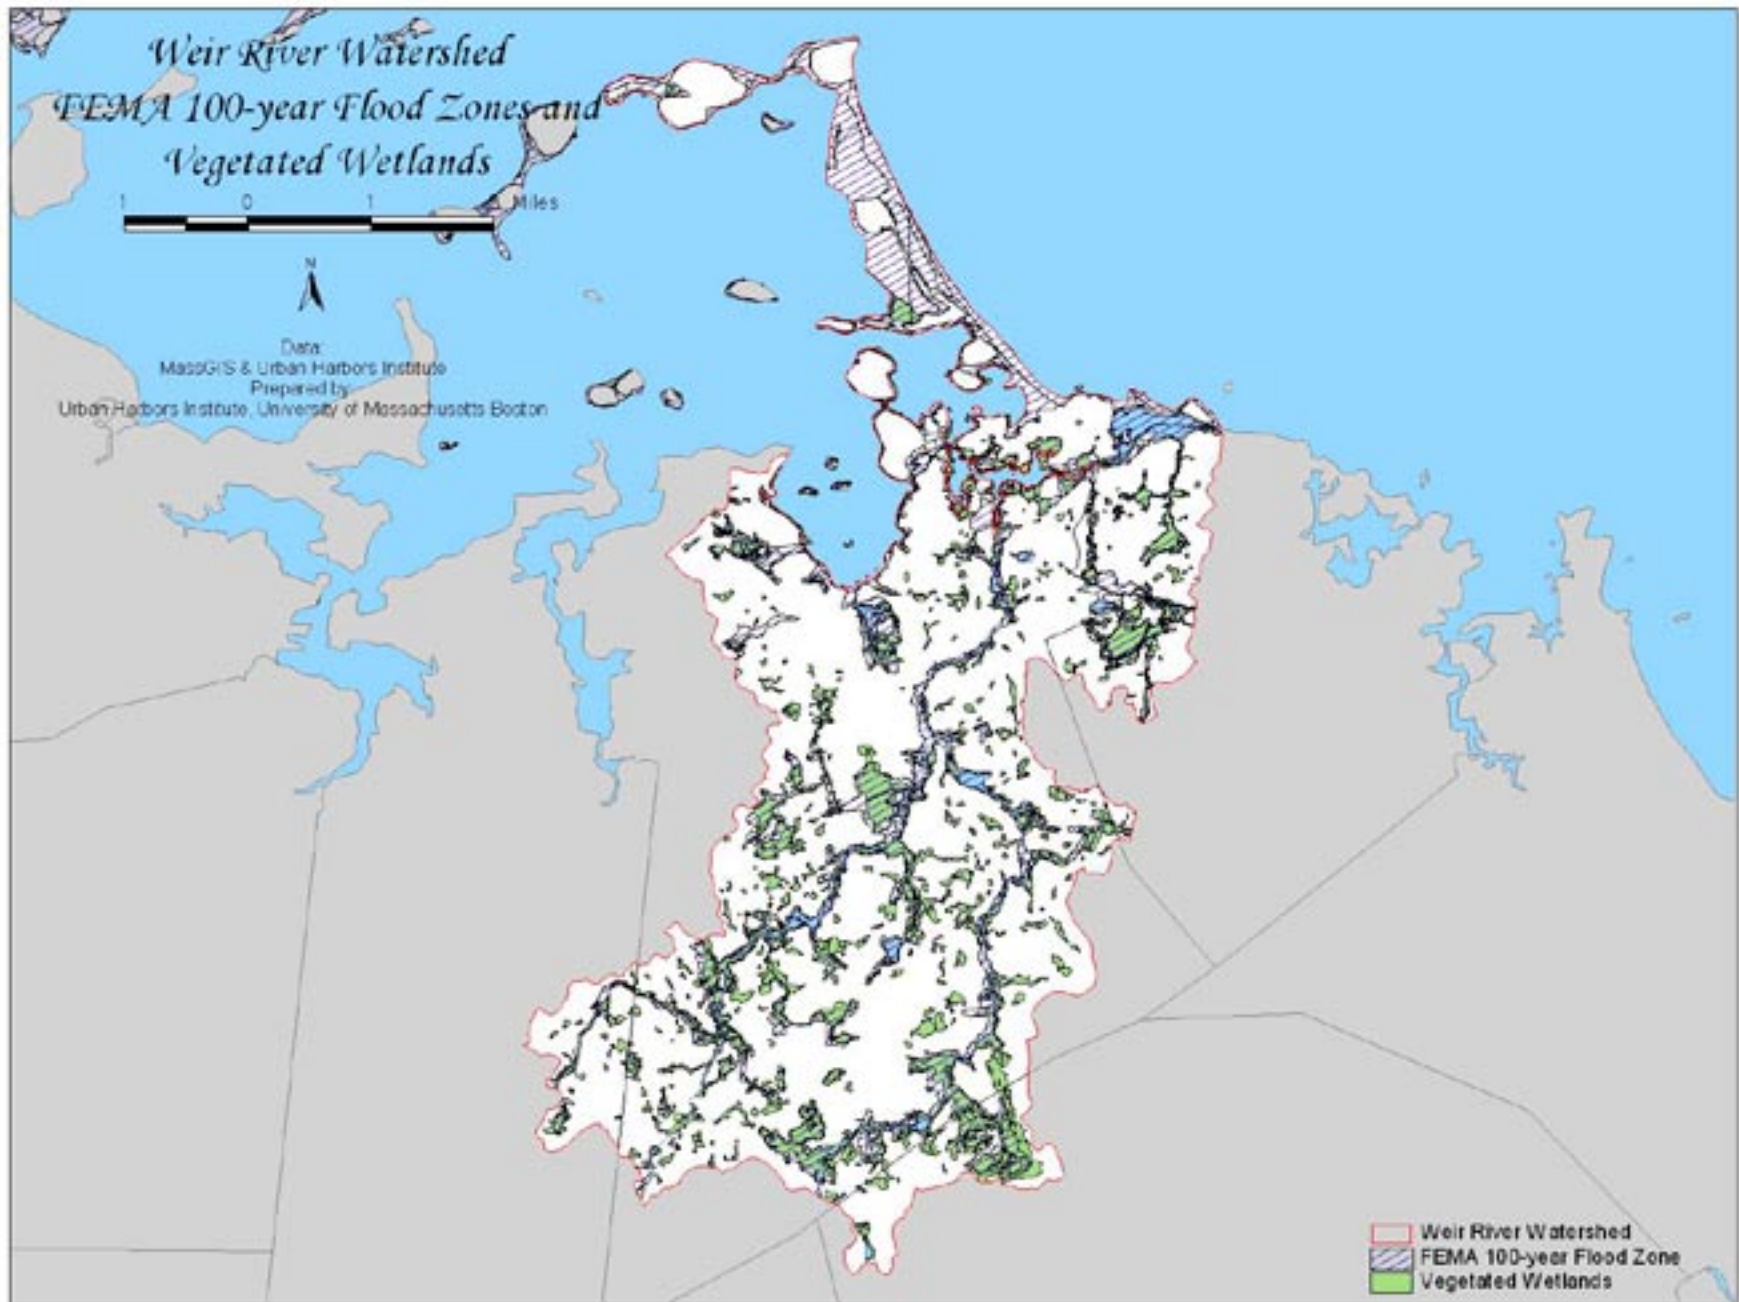 Weir River Watershed
FEMA 100-year Flood Zones and
Vegetated Wetlands
1 0 1 2 Miles
N
Data:
MassGIS & Urban Harbors Institute
Prepared by:
Urban Harbors Institute, University of Massachusetts Boston
Weir River Watershed
FEMA 100-year Flood Zone
Vegetated Wetlands